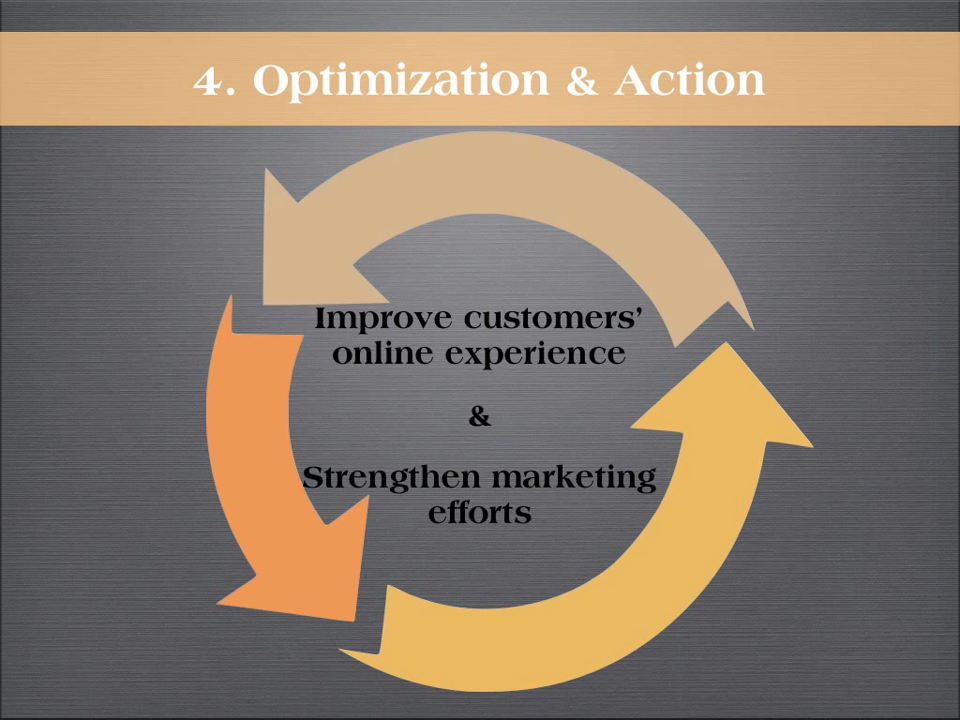 4. Optimization & Action
Improve customers’
online experience
&
Strengthen marketing
efforts